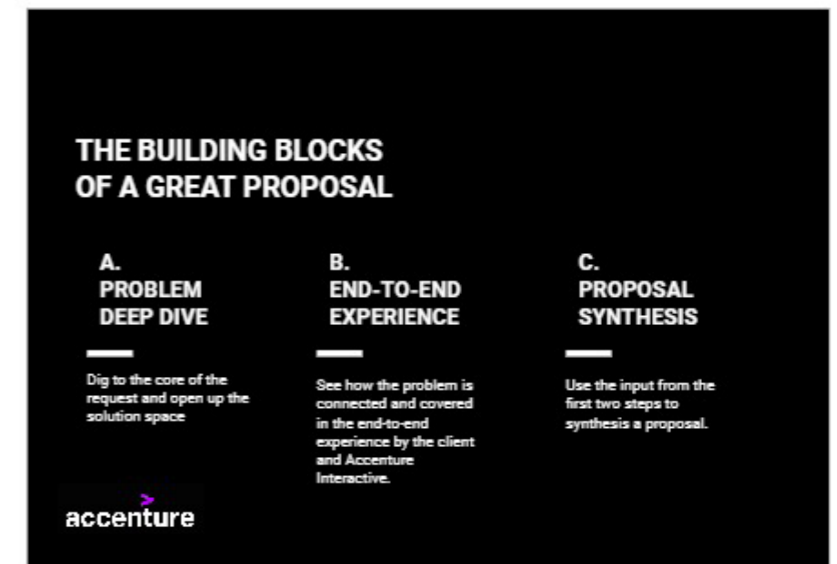 THE BUILDING BLOCKS
OF A GREAT PROPOSAL
A.
PROBLEM
DEEP DIVE
Dig to the core of the
request and open up the
solution space
B.
END-TO-END
EXPERIENCE
See how the problem is
connected and covered
in the end-to-end
experience by the client
and Accenture
Interactive.
C.
PROPOSAL
SYNTHESIS
Use the input from the
first two steps to
synthesis a proposal.
accenture